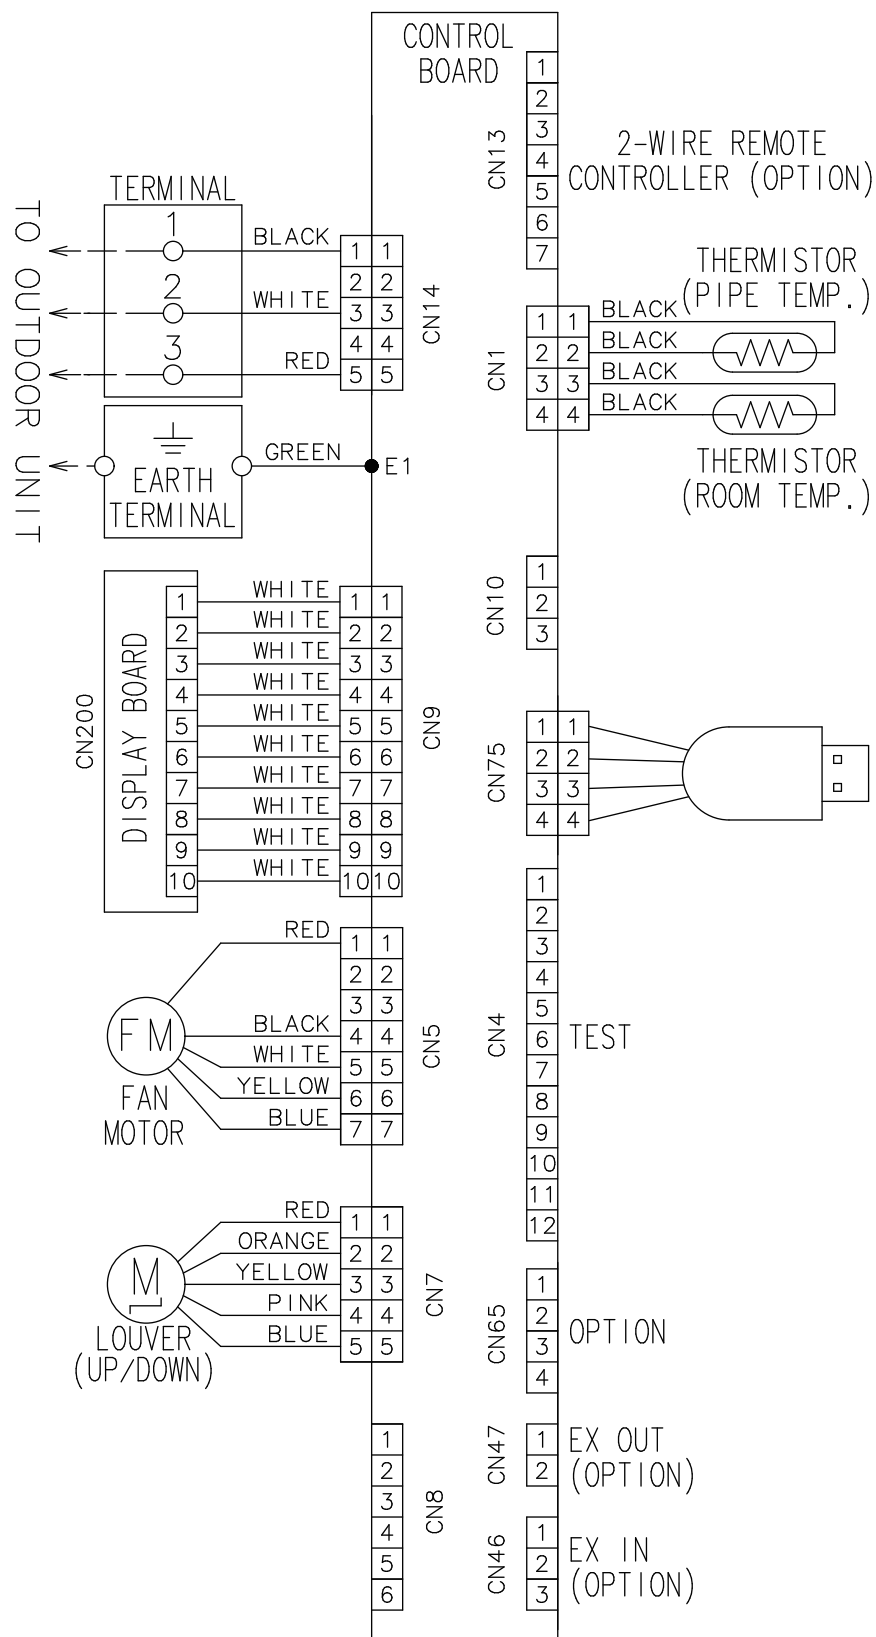 CONTROL
BOARD
CN13
1
2
3
4
5
6
7
2-WIRE REMOTE
CONTROLLER (OPTION)
TO OUTDOOR UNIT
TERMINAL
1
2
3
BLACK
WHITE
RED
1 1
2 2
3 3
4 4
5 5
CN14
THERMISTOR
(PIPE TEMP.)
CN1
1 1
2 2
3 3
4 4
BLACK
BLACK
BLACK
BLACK
THERMISTOR
(ROOM TEMP.)
EARTH
TERMINAL
GREEN
E1
CN10
1
2
3
CN200
DISPLAY BOARD
1
2
3
4
5
6
7
8
9
10
WHITE
WHITE
WHITE
WHITE
WHITE
WHITE
WHITE
WHITE
WHITE
WHITE
1 1
2 2
3 3
4 4
5 5
6 6
7 7
8 8
9 9
10 10
CN9
CN75
1 1
2 2
3 3
4 4
FM
FAN
MOTOR
RED
BLACK
WHITE
YELLOW
BLUE
1 1
2 2
3 3
4 4
5 5
6 6
7 7
CN5
CN4
1
2
3
4
5
6
7
8
9
10
11
12
TEST
M
LOUVER
(UP/DOWN)
RED
ORANGE
YELLOW
PINK
BLUE
1 1
2 2
3 3
4 4
5 5
CN7
CN65
1
2
3
4
OPTION
1
2
3
4
5
6
CN8
CN47
1
2
EX OUT
(OPTION)
CN46
1
2
3
EX IN
(OPTION)